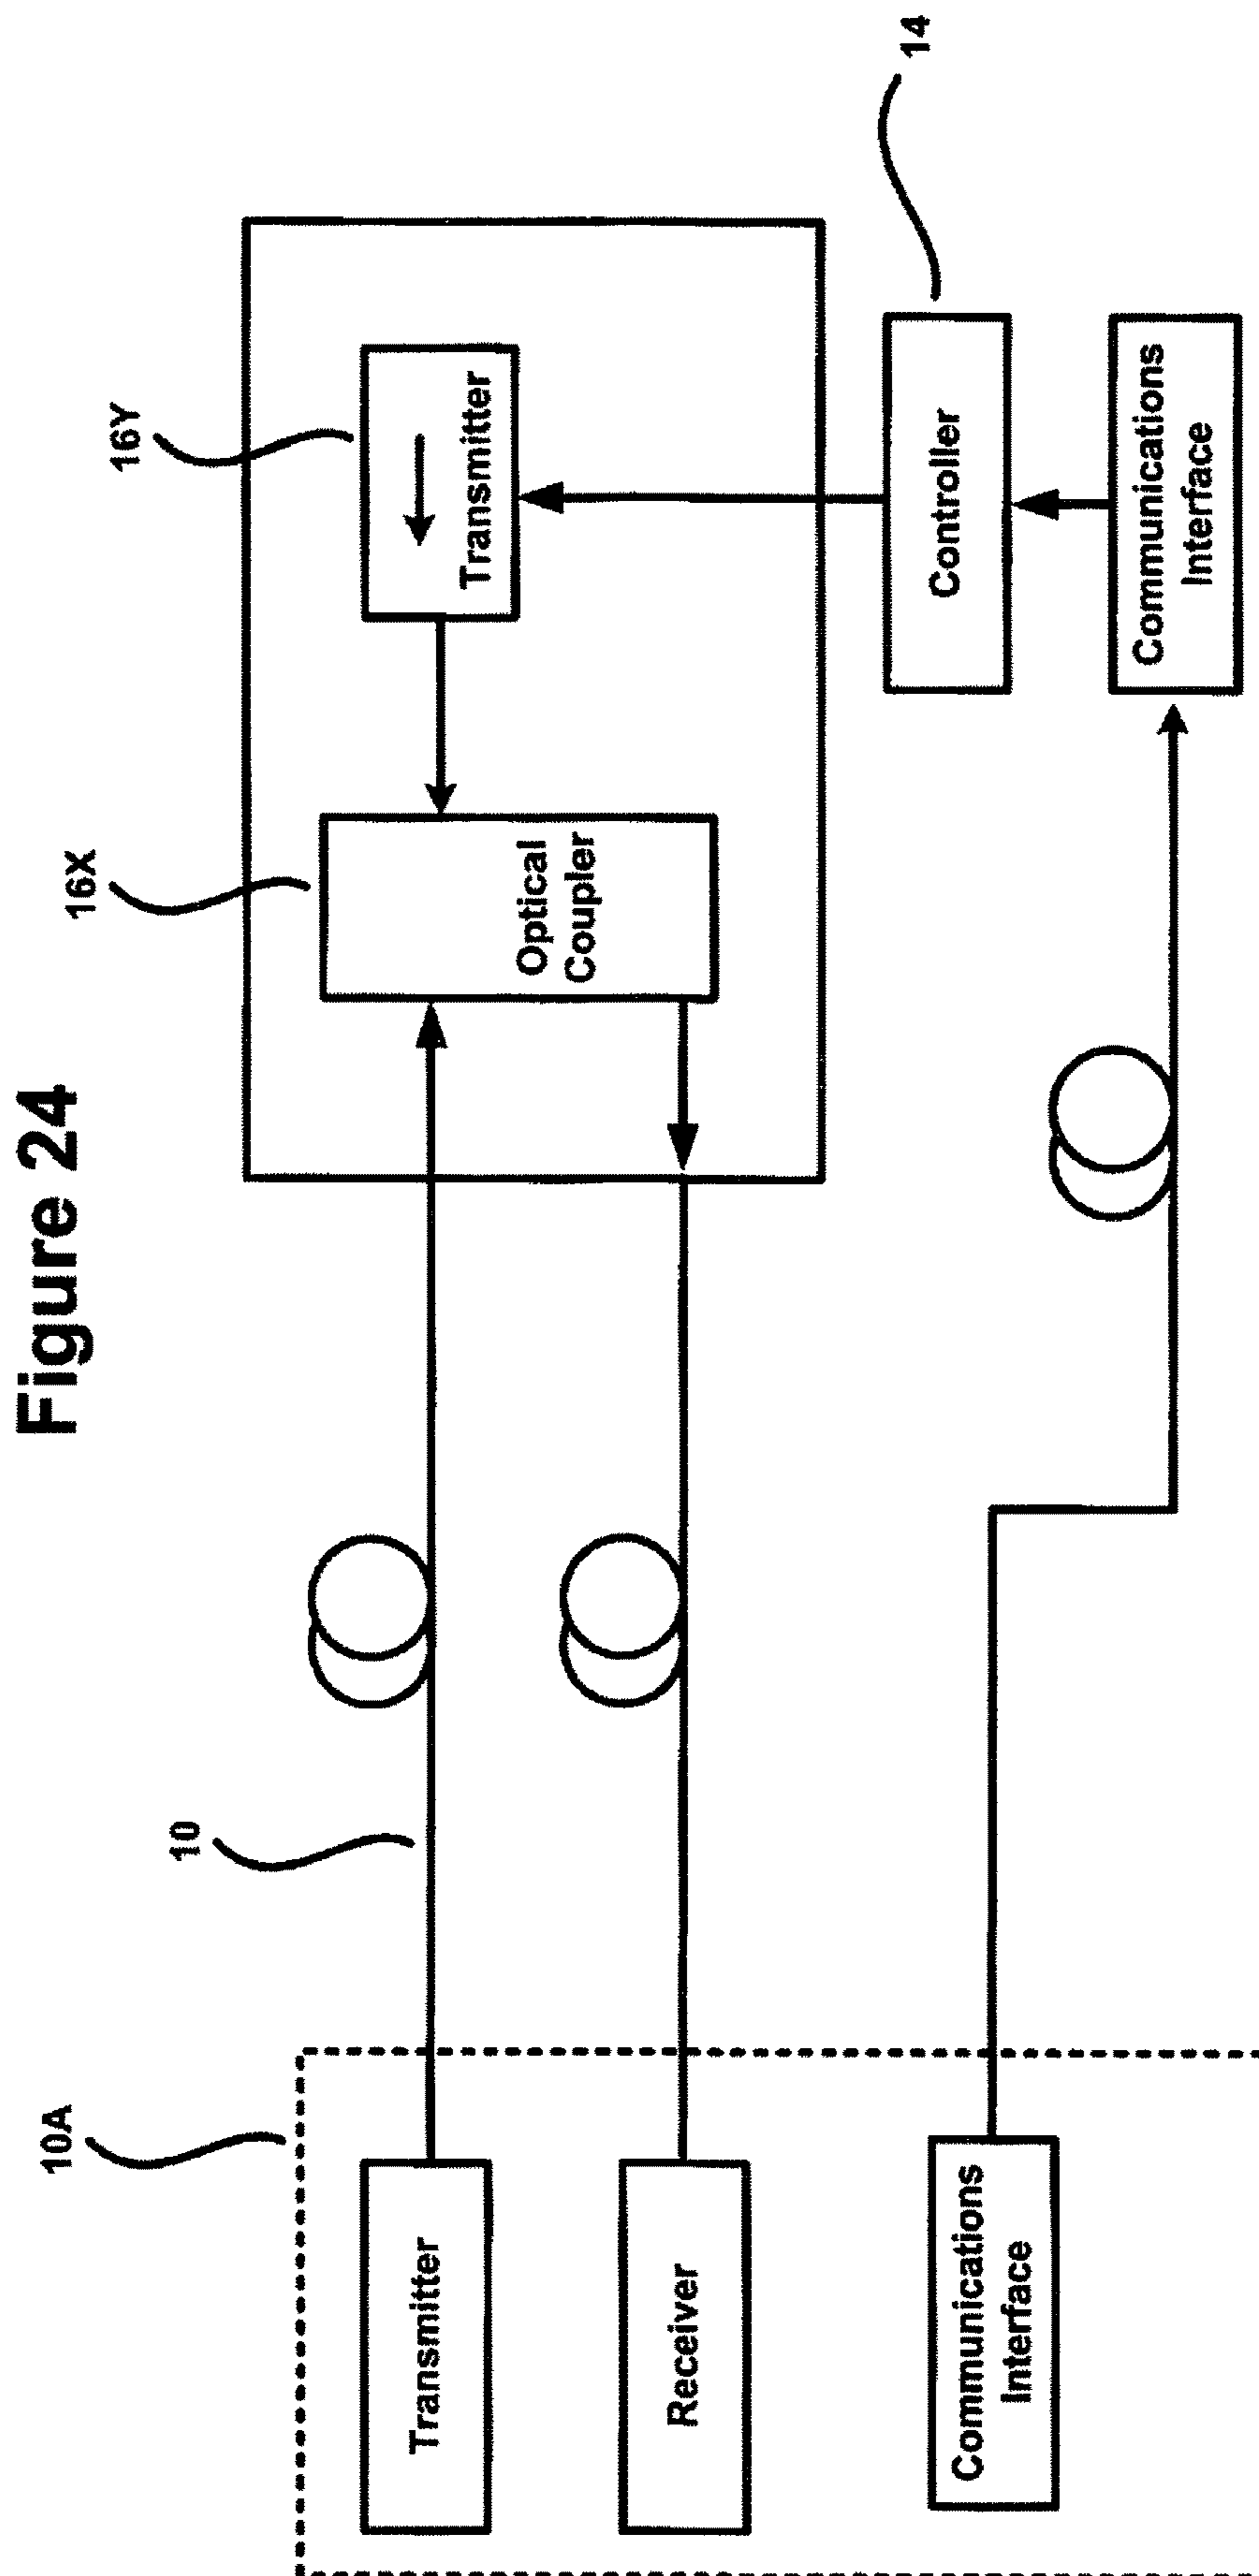 Figure 24
10A
10
16X
16Y
14
Transmitter
Receiver
Communications
Interface
Optical
Coupler
Transmitter
Controller
Communications
Interface